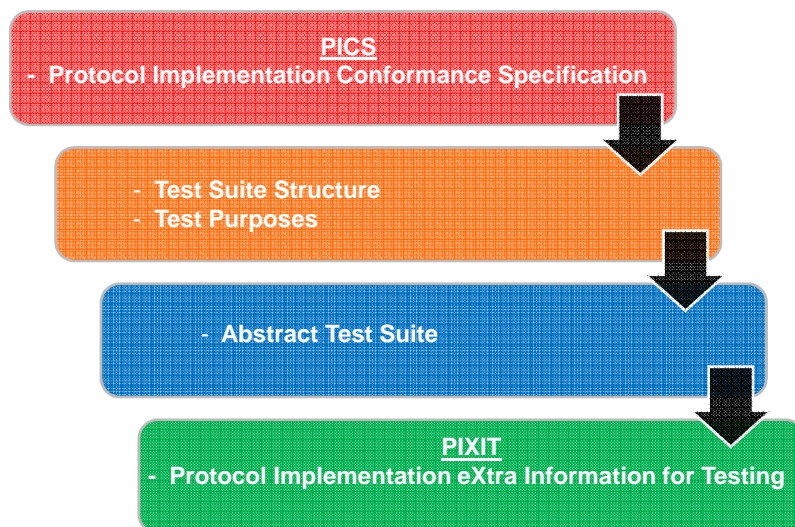 PICS
- Protocol Implementation Conformance Specification
- Test Suite Structure
- Test Purposes
- Abstract Test Suite
PIXIT
- Protocol Implementation eXtra Information for Testing